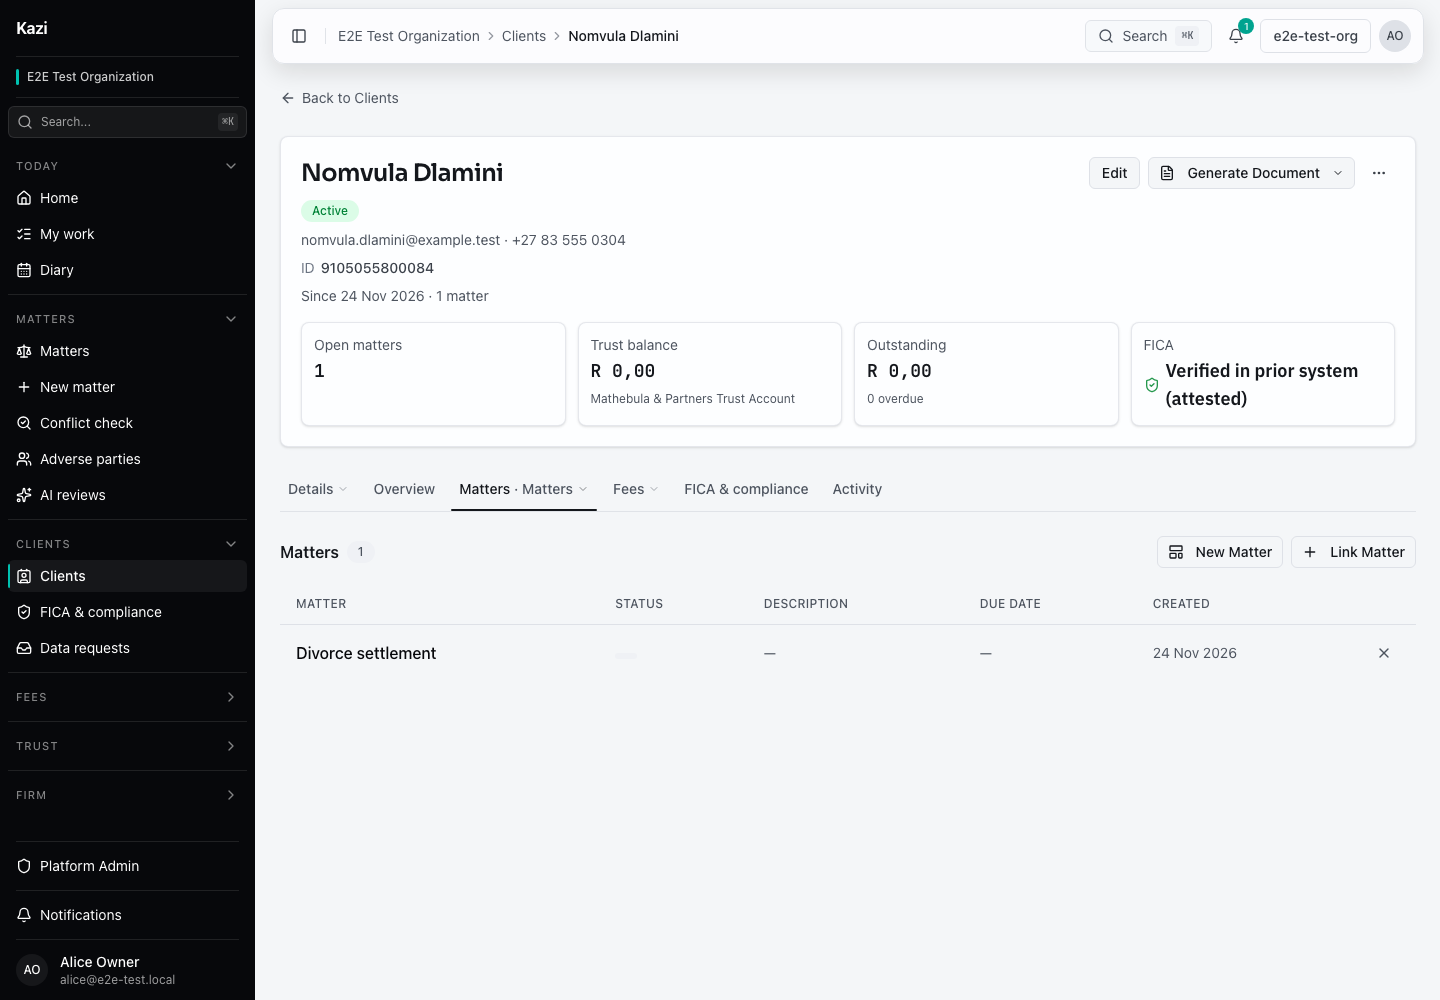 Kazi
E2E Test Organization
Search...
⌘K
TODAY
Home
My work
Diary
MATTERS
Matters
New matter
Conflict check
Adverse parties
AI reviews
CLIENTS
Clients
FICA & compliance
Data requests
FEES
TRUST
FIRM
Platform Admin
Notifications
AO
Alice Owner
alice@e2e-test.local
E2E Test Organization
Clients
Nomvula Dlamini
Search
⌘K
1
e2e-test-org
AO
Back to Clients
Nomvula Dlamini
Edit
Generate Document
Active
nomvula.dlamini@example.test · +27 83 555 0304
ID 9105055800084
Since 24 Nov 2026 · 1 matter
Open matters
1
Trust balance
R 0,00
Mathebula & Partners Trust Account
Outstanding
R 0,00
0 overdue
FICA
Verified in prior system
(attested)
Details
Overview
Matters · Matters
Fees
FICA & compliance
Activity
Matters 1
New Matter
Link Matter
MATTER STATUS DESCRIPTION DUE DATE CREATED
Divorce settlement — — 24 Nov 2026